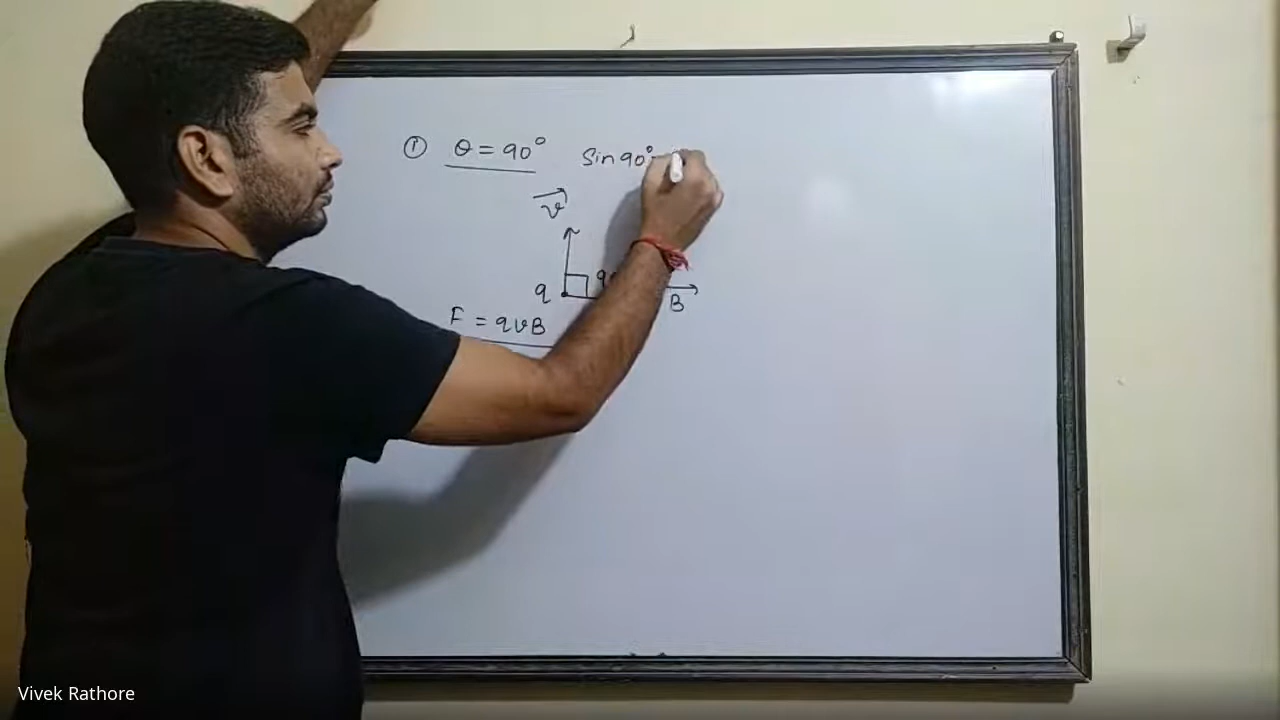 ① θ = 90° Sin 90°
v
q
B
F = qvB
Vivek Rathore